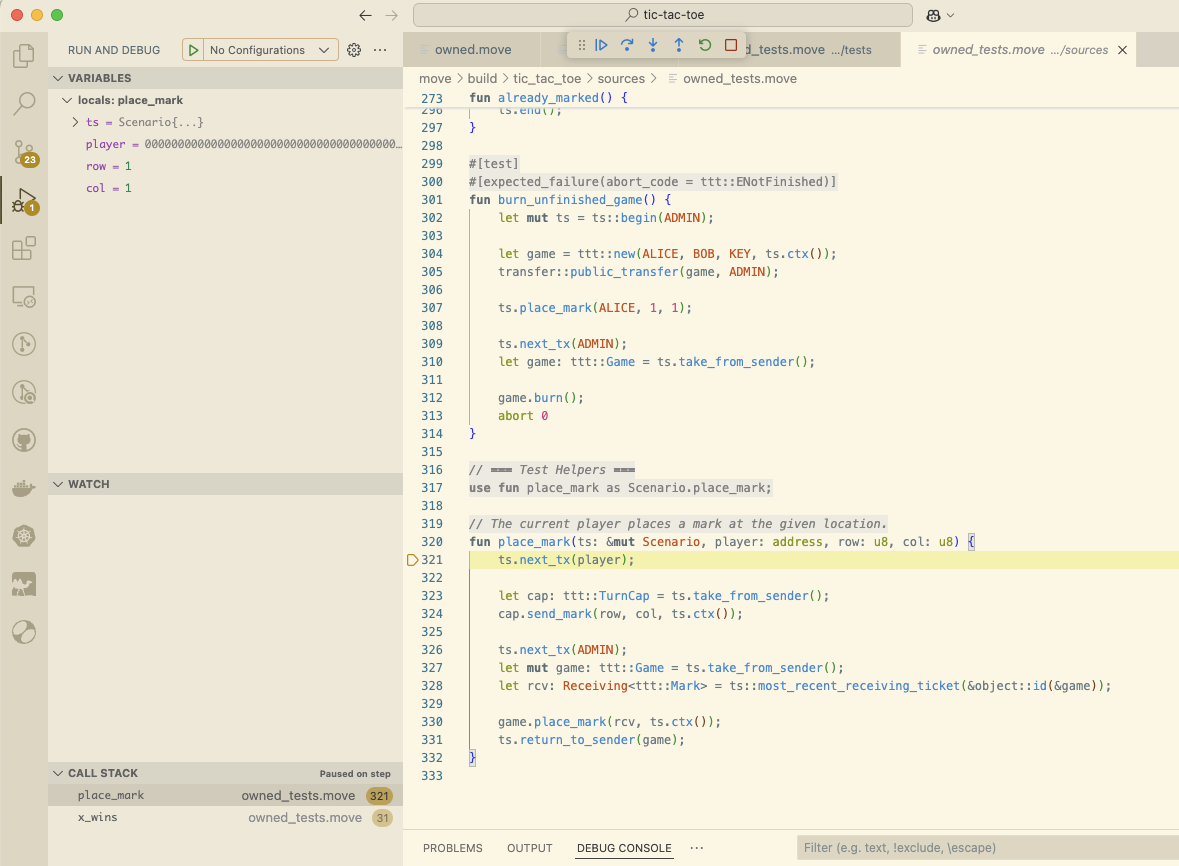 tic-tac-toe
RUN AND DEBUG
No Configurations
owned.move
d_tests.move .../tests
owned_tests.move .../sources
VARIABLES
locals: place_mark
ts = Scenario{...}
player = 00000000000000000000000000000000000000...
row = 1
col = 1
23
1
WATCH
CALL STACK
Paused on step
place_mark owned_tests.move 321
x_wins owned_tests.move 31
move > build > tic_tac_toe > sources > owned_tests.move
273 fun already_marked() {
296     ts.end();
297 }
298
299 #[test]
300 #[expected_failure(abort_code = ttt::ENotFinished)]
301 fun burn_unfinished_game() {
302     let mut ts = ts::begin(ADMIN);
303
304     let game = ttt::new(ALICE, BOB, KEY, ts.ctx());
305     transfer::public_transfer(game, ADMIN);
306
307     ts.place_mark(ALICE, 1, 1);
308
309     ts.next_tx(ADMIN);
310     let game: ttt::Game = ts.take_from_sender();
311
312     game.burn();
313     abort 0
314 }
315
316 // === Test Helpers ===
317 use fun place_mark as Scenario.place_mark;
318
319 // The current player places a mark at the given location.
320 fun place_mark(ts: &mut Scenario, player: address, row: u8, col: u8) {
321     ts.next_tx(player);
322
323     let cap: ttt::TurnCap = ts.take_from_sender();
324     cap.send_mark(row, col, ts.ctx());
325
326     ts.next_tx(ADMIN);
327     let mut game: ttt::Game = ts.take_from_sender();
328     let rcv: Receiving<ttt::Mark> = ts::most_recent_receiving_ticket(&object::id(&game));
329
330     game.place_mark(rcv, ts.ctx());
331     ts.return_to_sender(game);
332 }
333
PROBLEMS OUTPUT DEBUG CONSOLE ···
Filter (e.g. text, !exclude, \escape)